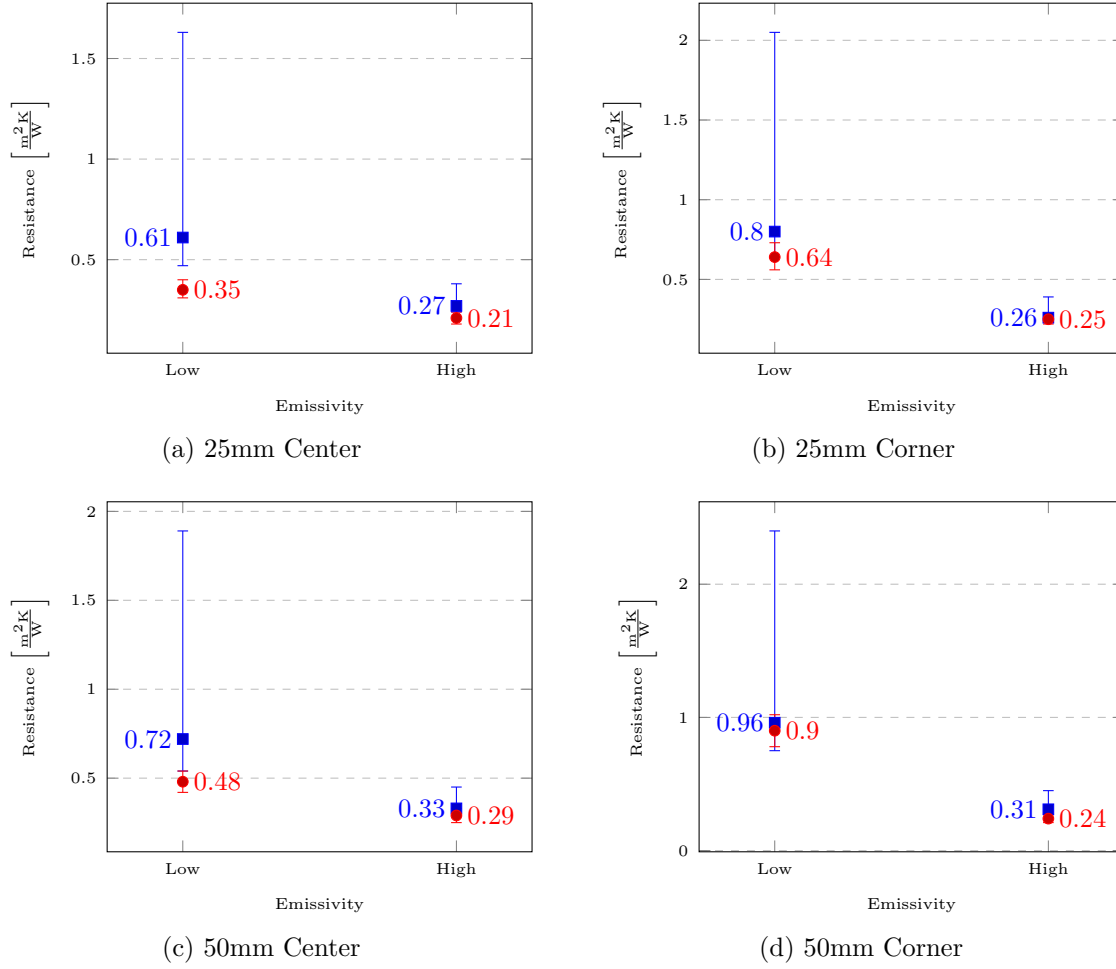 1.5
1
0.5
Resistance [m²K/W]
0.61
0.35
0.27
0.21
Low
High
Emissivity
(a) 25mm Center
2
1.5
1
0.5
Resistance [m²K/W]
0.8
0.64
0.26
0.25
Low
High
Emissivity
(b) 25mm Corner
2
1.5
1
0.5
Resistance [m²K/W]
0.72
0.48
0.33
0.29
Low
High
Emissivity
(c) 50mm Center
2
1
0
Resistance [m²K/W]
0.96
0.9
0.31
0.24
Low
High
Emissivity
(d) 50mm Corner